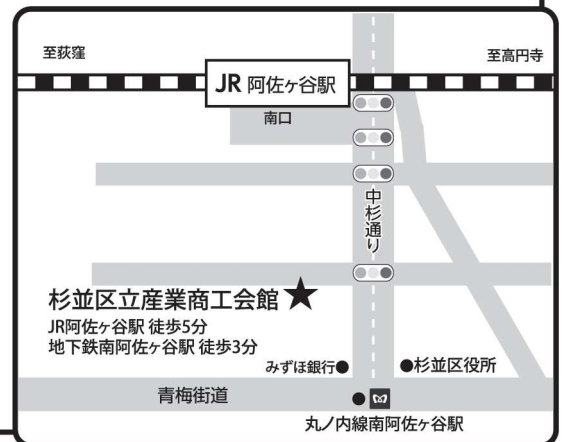 至荻窪
至高円寺
JR 阿佐ヶ谷駅
南口
中杉通り
杉並区立産業商工会館
JR阿佐ヶ谷駅 徒歩5分
地下鉄南阿佐ヶ谷駅 徒歩3分
みずほ銀行
杉並区役所
青梅街道
丸ノ内線南阿佐ヶ谷駅